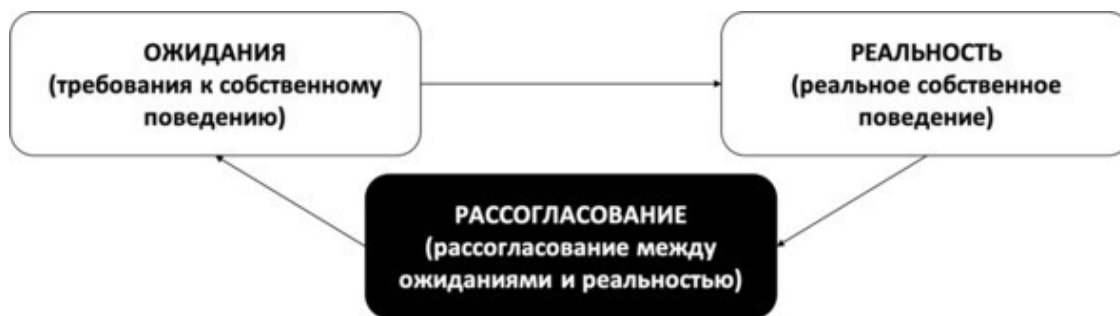 ОЖИДАНИЯ
(требования к собственному
поведению)
РЕАЛЬНОСТЬ
(реальное собственное
поведение)
РАССОГЛАСОВАНИЕ
(рассогласование между
ожиданиями и реальностью)